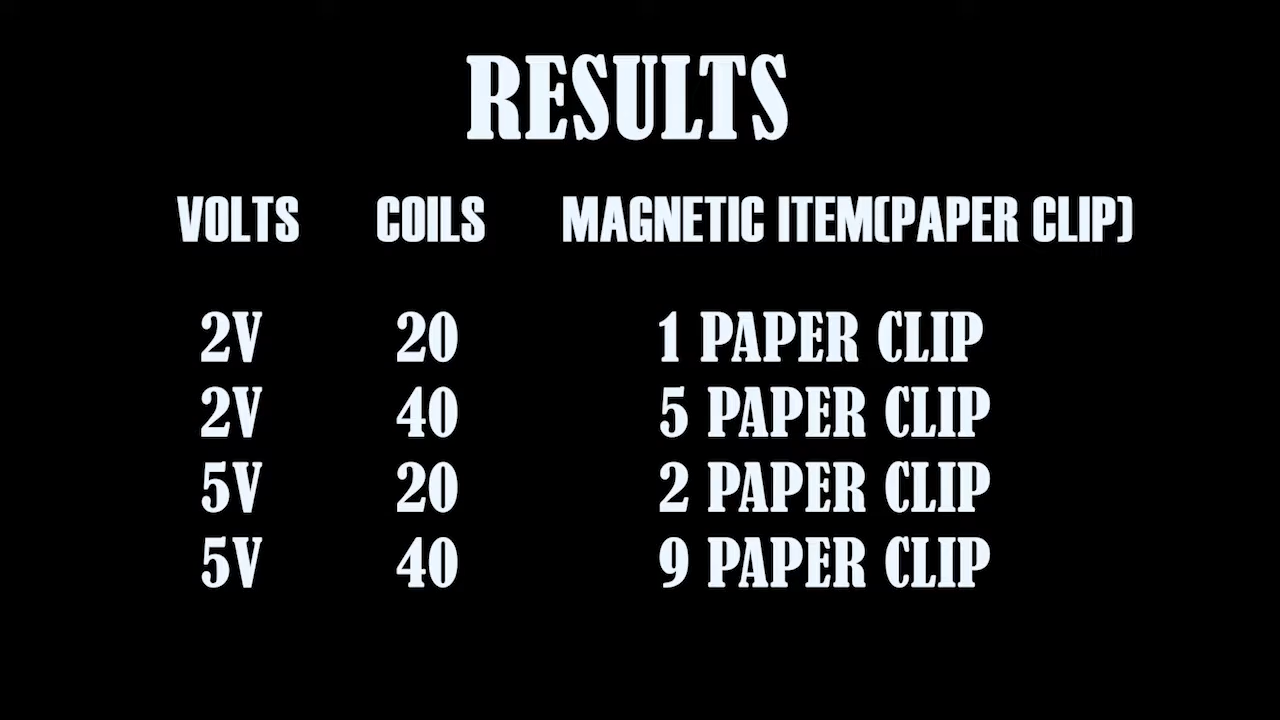 RESULTS
VOLTS COILS MAGNETIC ITEM(PAPER CLIP)
2V 20 1 PAPER CLIP
2V 40 5 PAPER CLIP
5V 20 2 PAPER CLIP
5V 40 9 PAPER CLIP